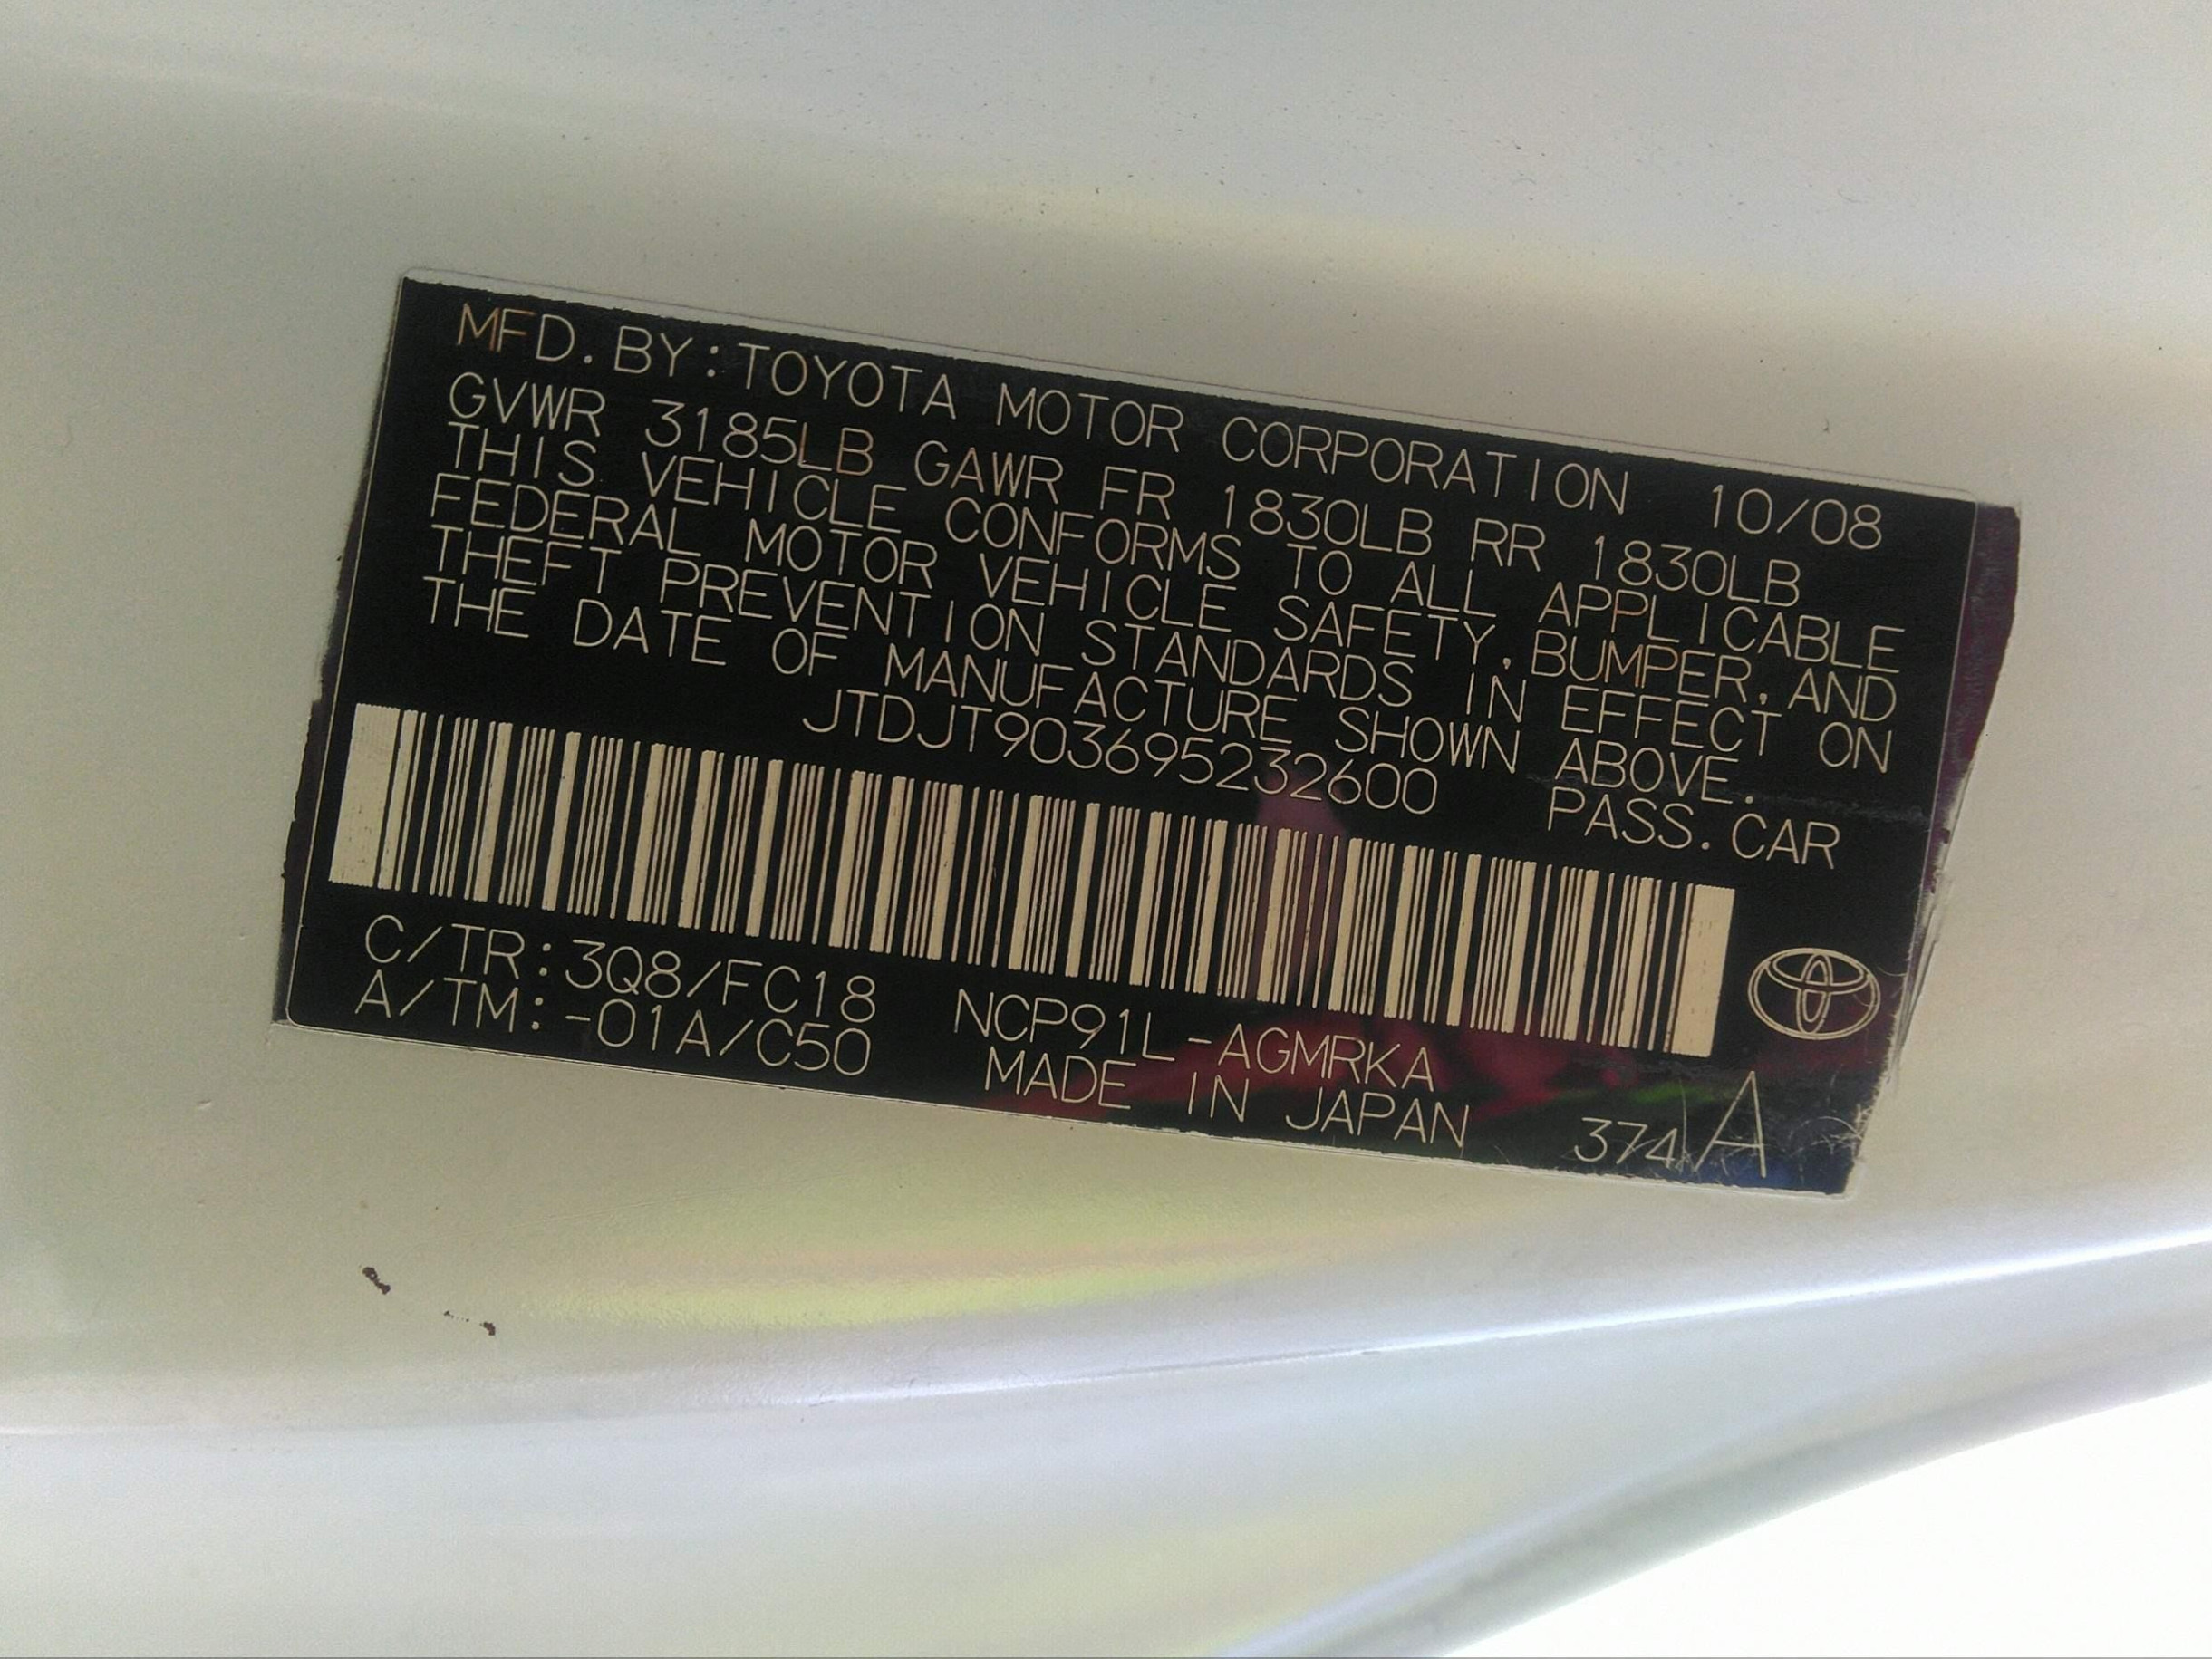 MFD. BY: TOYOTA MOTOR CORPORATION 10/08
GVWR 3185LB GAWR FR 1830LB RR 1830LB
THIS VEHICLE CONFORMS TO ALL APPLICABLE
FEDERAL MOTOR VEHICLE SAFETY, BUMPER, AND
THEFT PREVENTION STANDARDS IN EFFECT ON
THE DATE OF MANUFACTURE SHOWN ABOVE.
JTDJT903695232600 PASS. CAR
C/TR: 3Q8/FC18 NCP91L-AGMRKA
A/TM: -01A/C50 MADE IN JAPAN 374 A